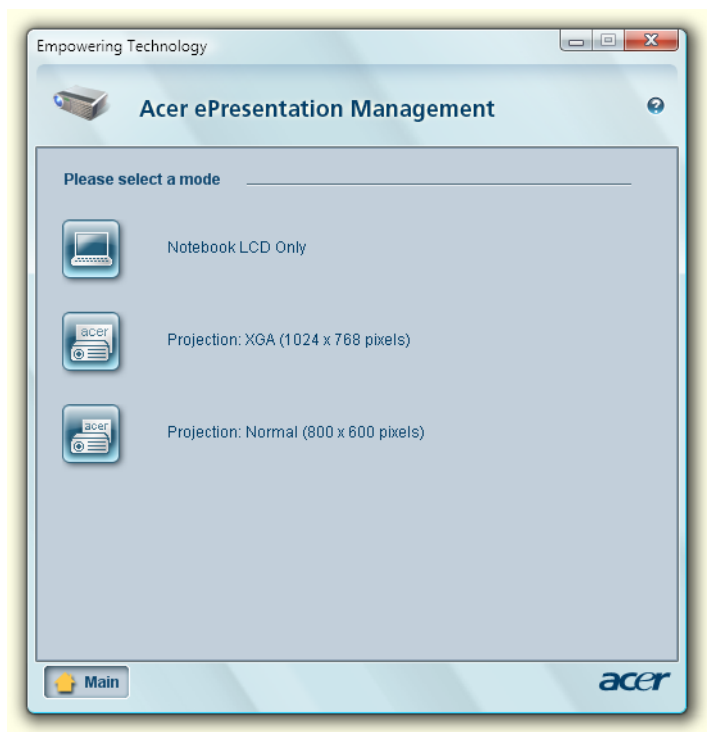 Empowering Technology
Acer ePresentation Management
Please select a mode
Notebook LCD Only
acer
Projection: XGA (1024 x 768 pixels)
acer
Projection: Normal (800 x 600 pixels)
Main
acer